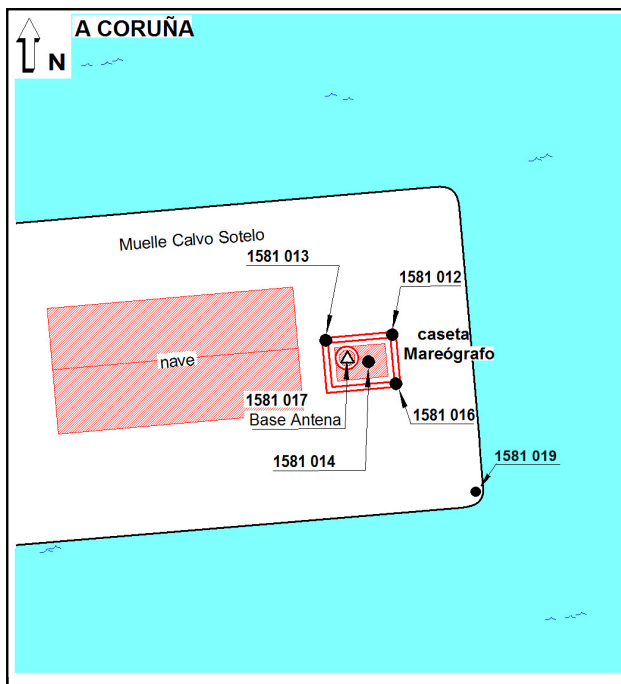 A CORUÑA
N
Muelle Calvo Sotelo
1581 013
1581 012
caseta
Mareógrafo
nave
1581 017
Base Antena
1581 016
1581 014
1581 019